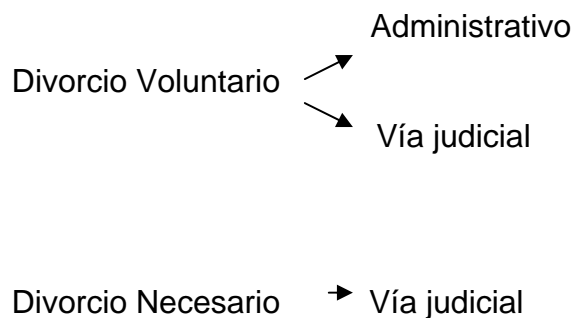 Administrativo
Divorcio Voluntario
Vía judicial
Divorcio Necesario Vía judicial